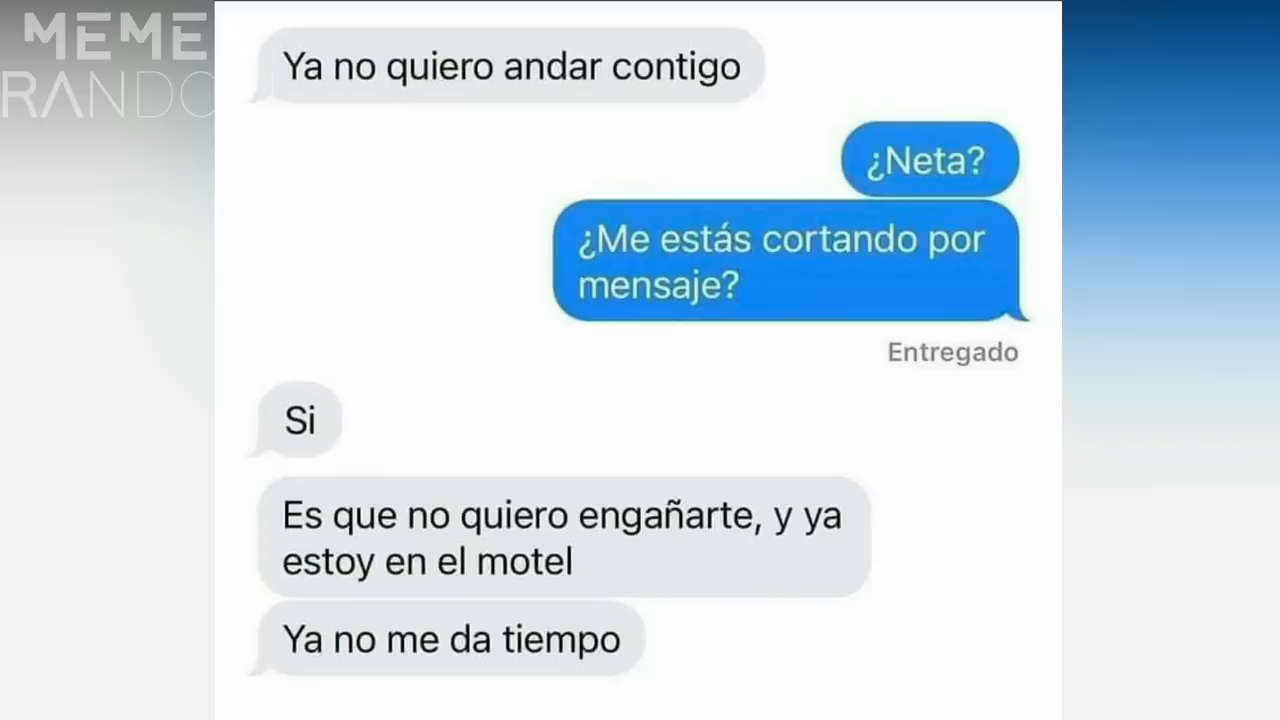 MEME
RANDO
Ya no quiero andar contigo
¿Neta?
¿Me estás cortando por
mensaje?
Entregado
Si
Es que no quiero engañarte, y ya
estoy en el motel
Ya no me da tiempo